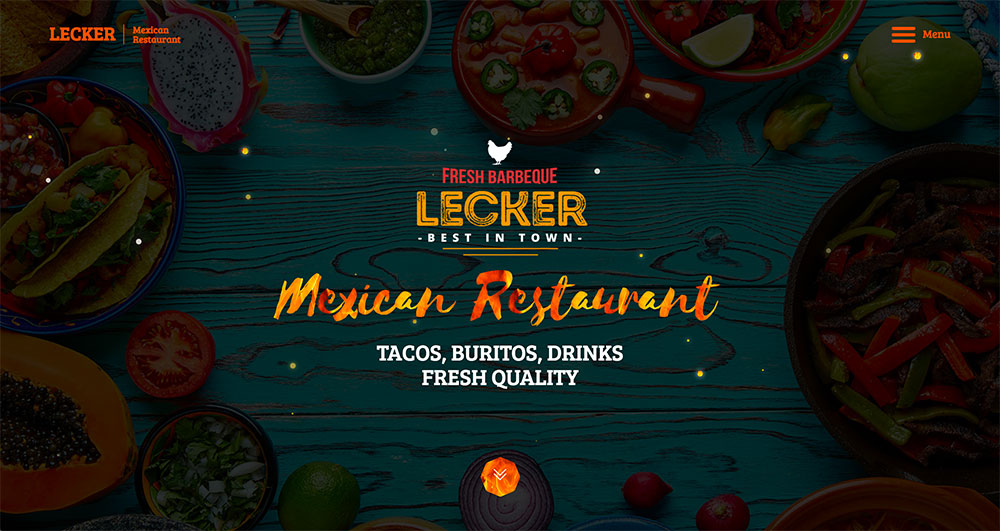 LECKER
Mexican
Restaurant
Menu
FRESH BARBEQUE
LECKER
-BEST IN TOWN-
Mexican Restaurant
TACOS, BURITOS, DRINKS
FRESH QUALITY